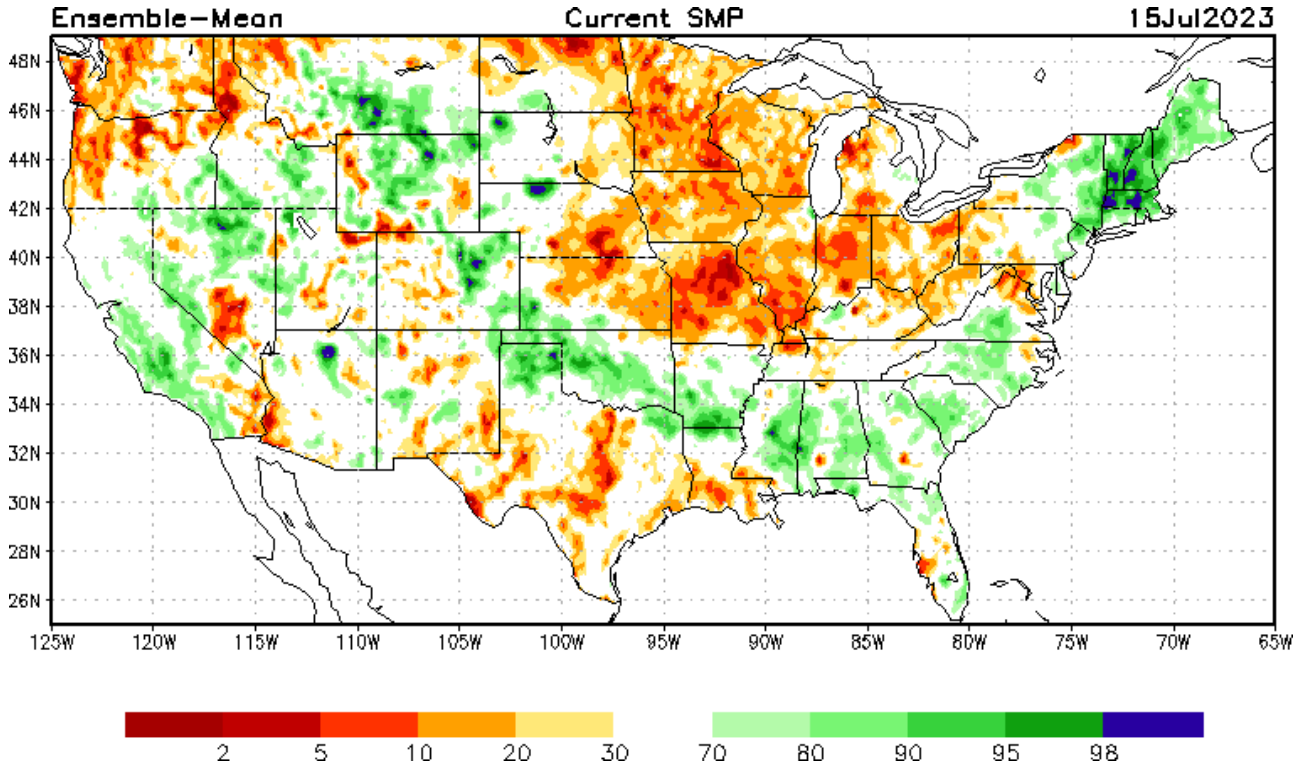 Ensemble-Mean Current SMP 15Jul2023
48N
46N
44N
42N
40N
38N
36N
34N
32N
30N
28N
26N
125W 120W 115W 110W 105W 100W 95W 90W 85W 80W 75W 70W 65W
2 5 10 20 30 70 80 90 95 98